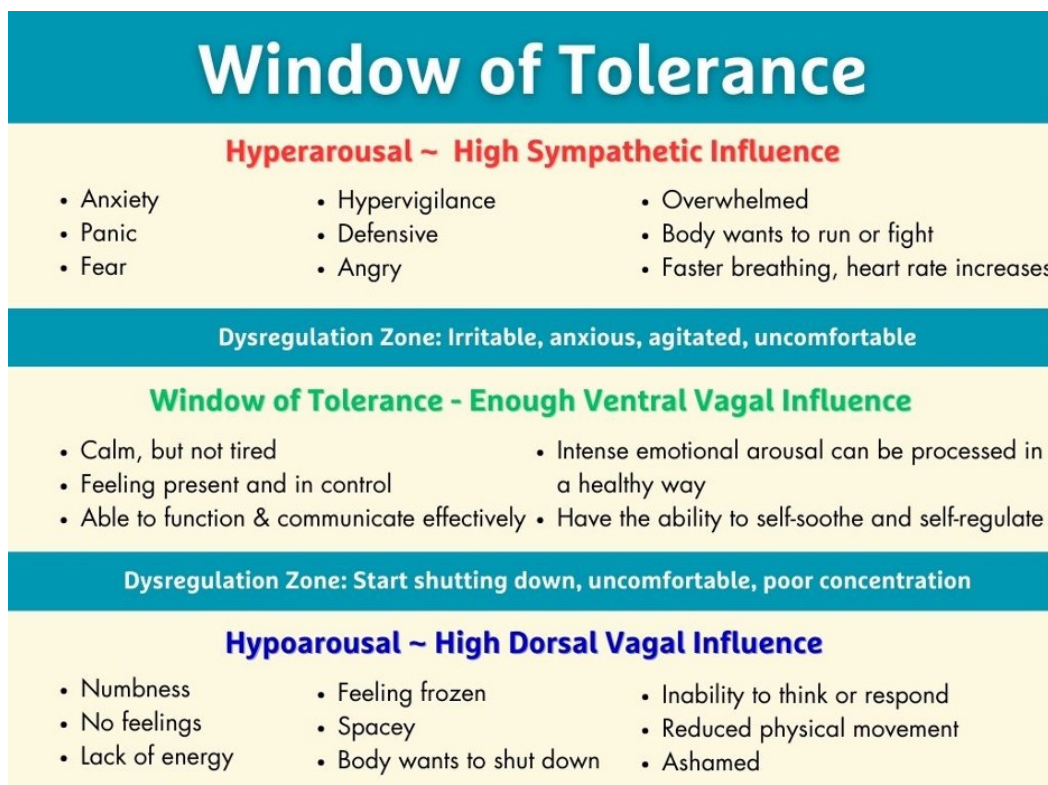 Window of Tolerance
Hyperarousal ~ High Sympathetic Influence
• Anxiety
• Panic
• Fear
• Hypervigilance
• Defensive
• Angry
• Overwhelmed
• Body wants to run or fight
• Faster breathing, heart rate increases
Dysregulation Zone: Irritable, anxious, agitated, uncomfortable
Window of Tolerance - Enough Ventral Vagal Influence
• Calm, but not tired
• Feeling present and in control
• Able to function & communicate effectively
• Intense emotional arousal can be processed in
a healthy way
• Have the ability to self-soothe and self-regulate
Dysregulation Zone: Start shutting down, uncomfortable, poor concentration
Hypoarousal ~ High Dorsal Vagal Influence
• Numbness
• No feelings
• Lack of energy
• Feeling frozen
• Spacey
• Body wants to shut down
• Inability to think or respond
• Reduced physical movement
• Ashamed